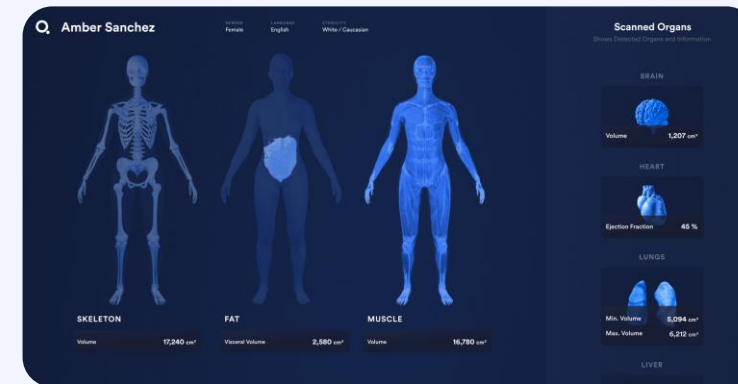 Amber Sanchez
GENDER LANGUAGE ETHNICITY
Female English White / Caucasian
SKELETON
Volume 17,240 cm³
FAT
Visceral Volume 2,580 cm³
MUSCLE
Volume 16,780 cm³
Scanned Organs
Shows Detected Organs and Information
BRAIN
Volume 1,207 cm³
HEART
Ejection Fraction 45 %
LUNGS
Min. Volume 5,094 cm³
Max. Volume 6,212 cm³
LIVER